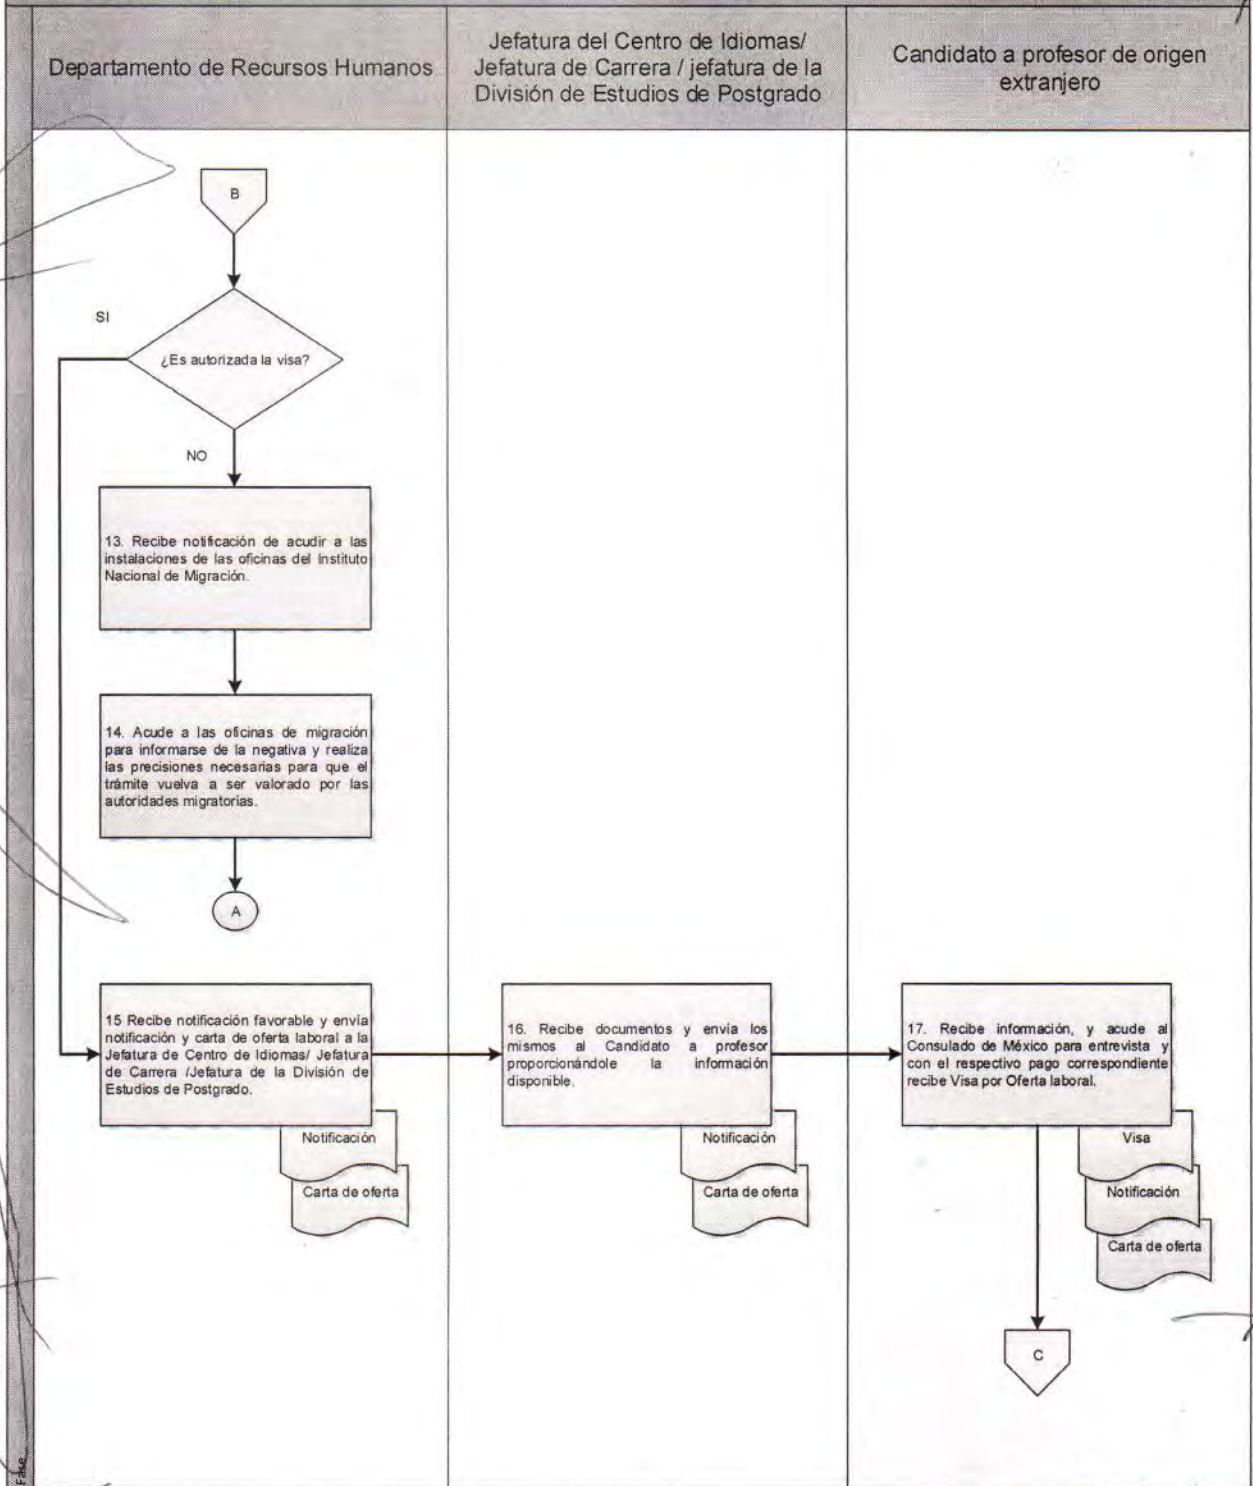 Departamento de Recursos Humanos
Jefatura del Centro de Idiomas/
Jefatura de Carrera / jefatura de la
División de Estudios de Postgrado
Candidato a profesor de origen
extranjero
B
SI
¿Es autorizada la visa?
NO
13. Recibe notificación de acudir a las
instalaciones de las oficinas del Instituto
Nacional de Migración.
14. Acude a las oficinas de migración
para informarse de la negativa y realiza
las precisiones necesarias para que el
trámite vuelva a ser valorado por las
autoridades migratorias.
A
15 Recibe notificación favorable y envía
notificación y carta de oferta laboral a la
Jefatura de Centro de Idiomas/ Jefatura
de Carrera /Jefatura de la División de
Estudios de Postgrado.
Notificación
Carta de oferta
16. Recibe documentos y envía los
mismos al Candidato a profesor
proporcionándole la información
disponible.
Notificación
Carta de oferta
17. Recibe información, y acude al
Consulado de México para entrevista y
con el respectivo pago correspondiente
recibe Visa por Oferta laboral.
Visa
Notificación
Carta de oferta
C
Fase